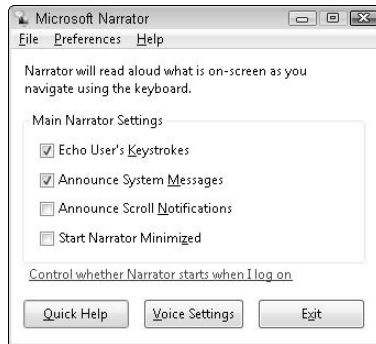 Microsoft Narrator
File Preferences Help
Narrator will read aloud what is on-screen as you
navigate using the keyboard.
Main Narrator Settings
Echo User's Keystrokes
Announce System Messages
Announce Scroll Notifications
Start Narrator Minimized
Control whether Narrator starts when I log on
Quick Help Voice Settings Exit